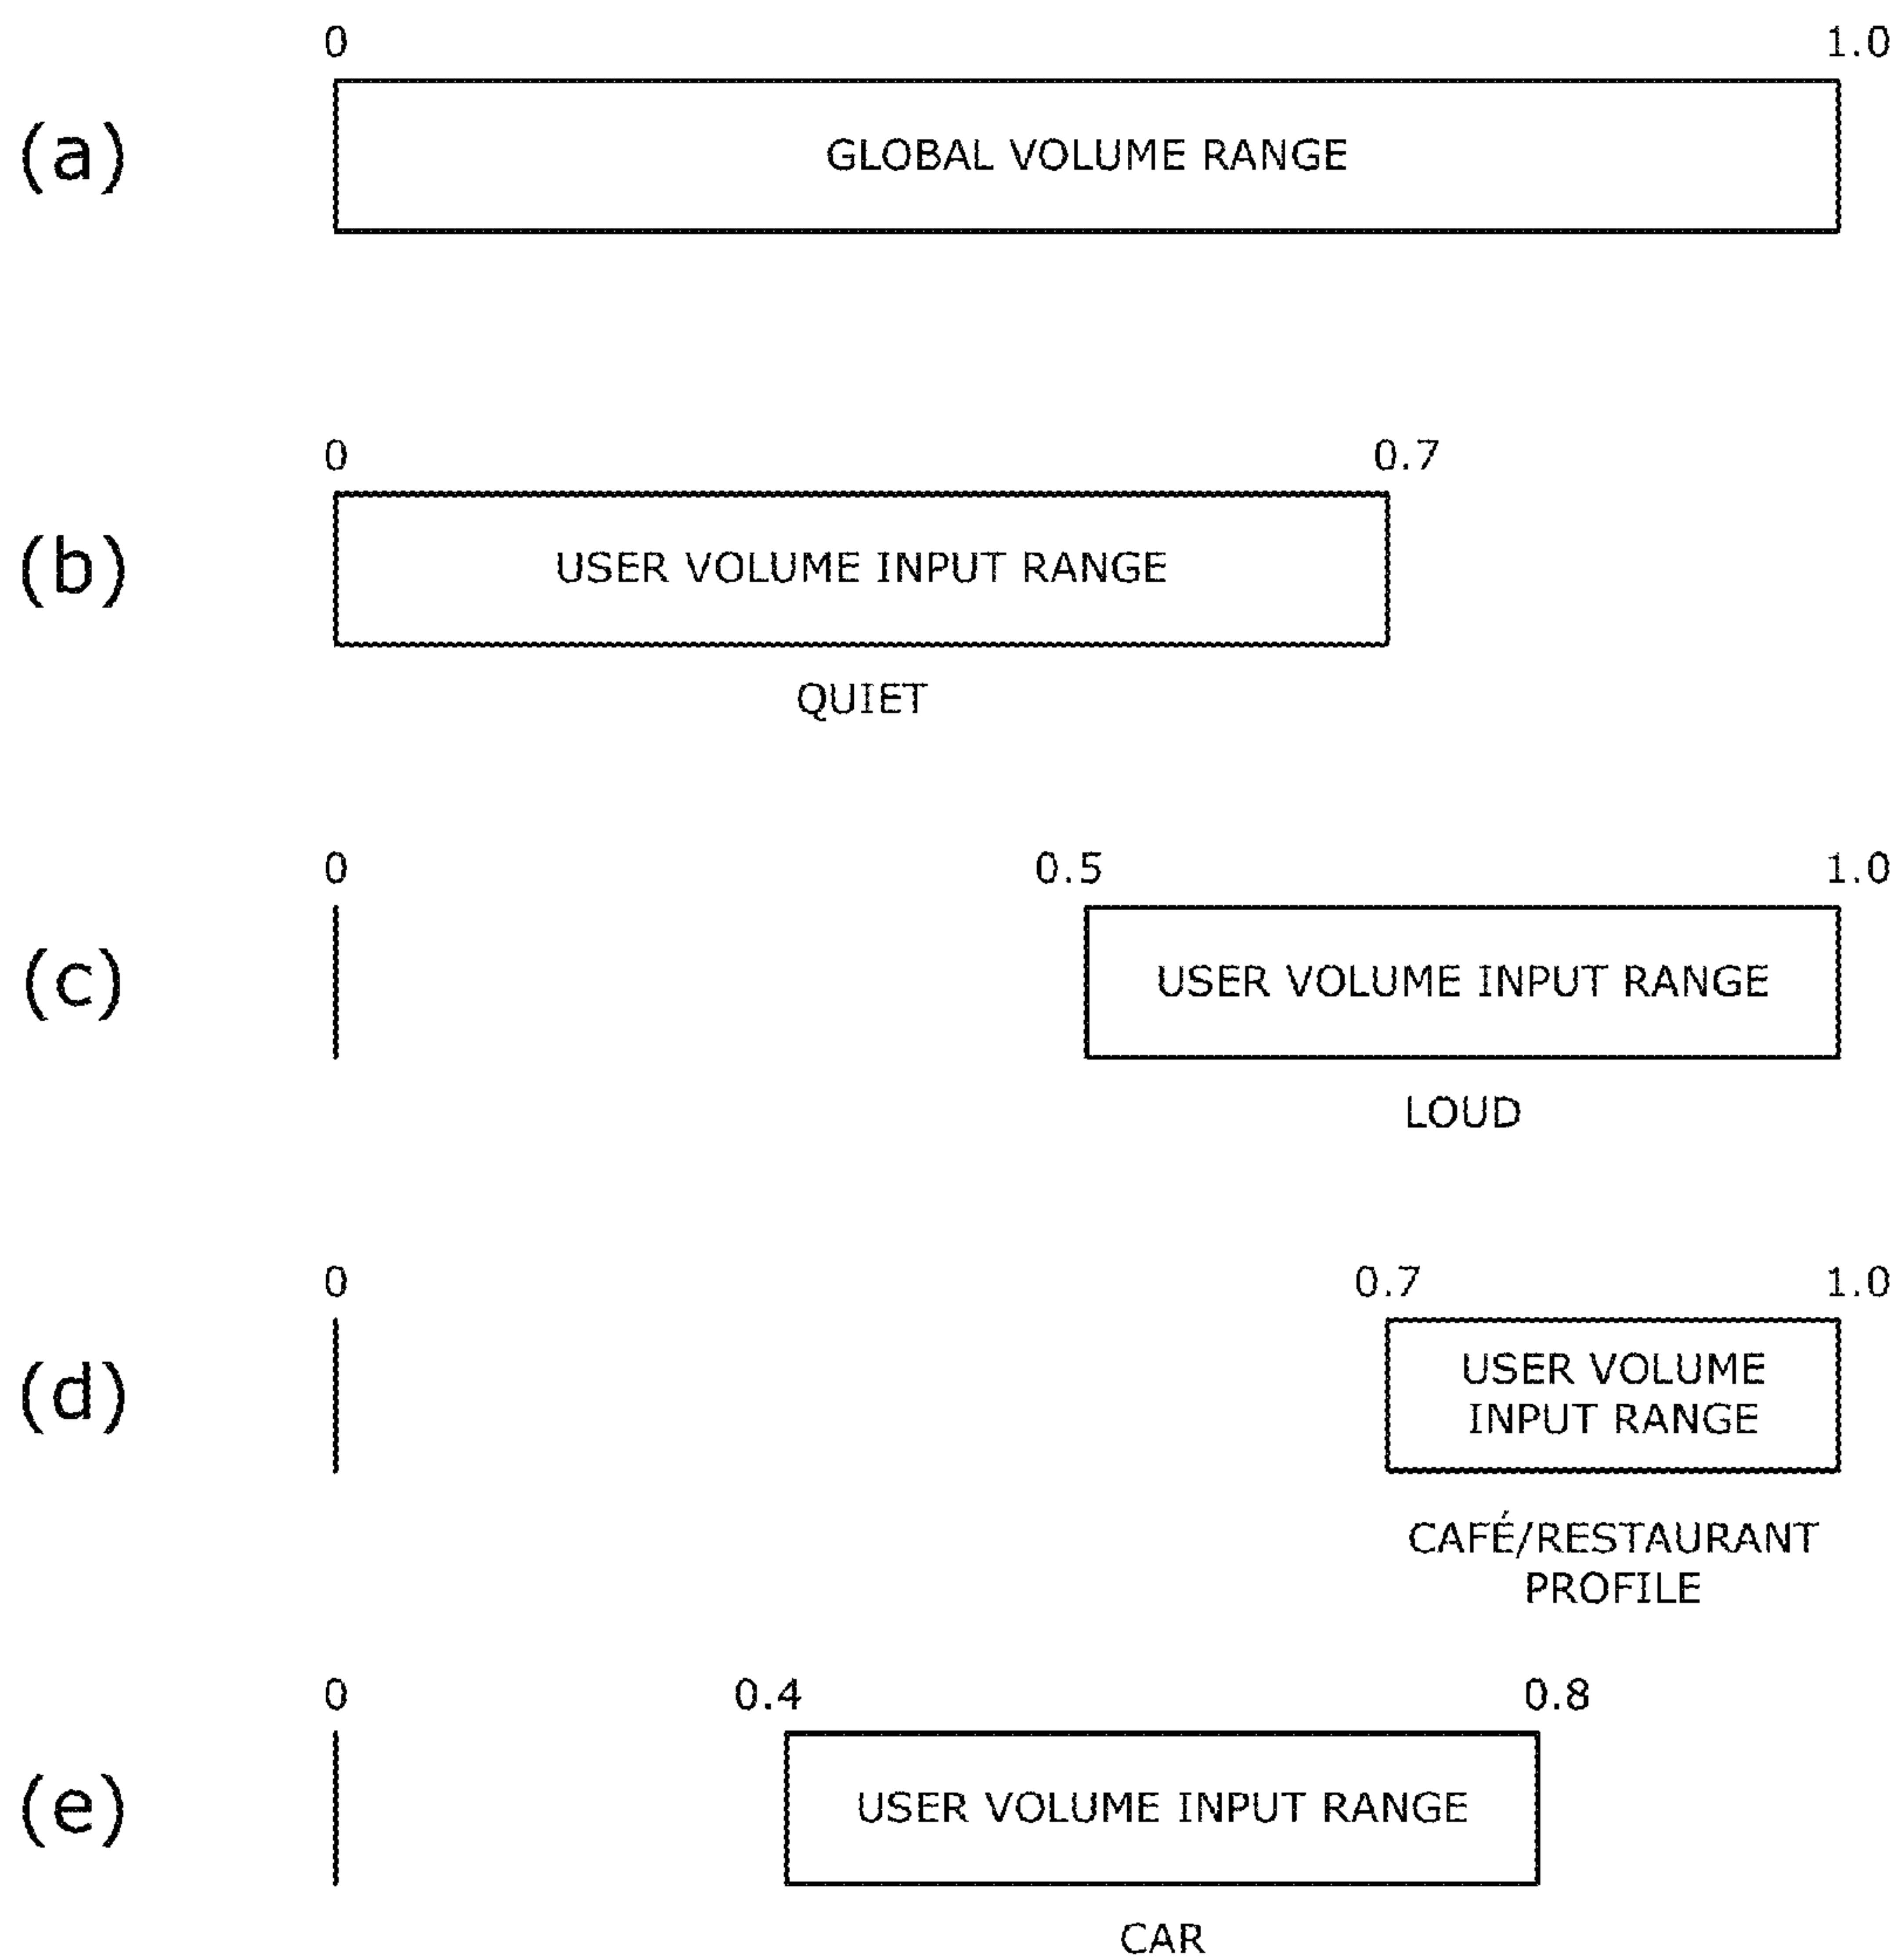 0 1.0
(a) GLOBAL VOLUME RANGE
0 0.7
(b) USER VOLUME INPUT RANGE
QUIET
0 0.5 1.0
(c) USER VOLUME INPUT RANGE
LOUD
0 0.7 1.0
(d) USER VOLUME
INPUT RANGE
CAFÉ/RESTAURANT
PROFILE
0 0.4 0.8
(e) USER VOLUME INPUT RANGE
CAR